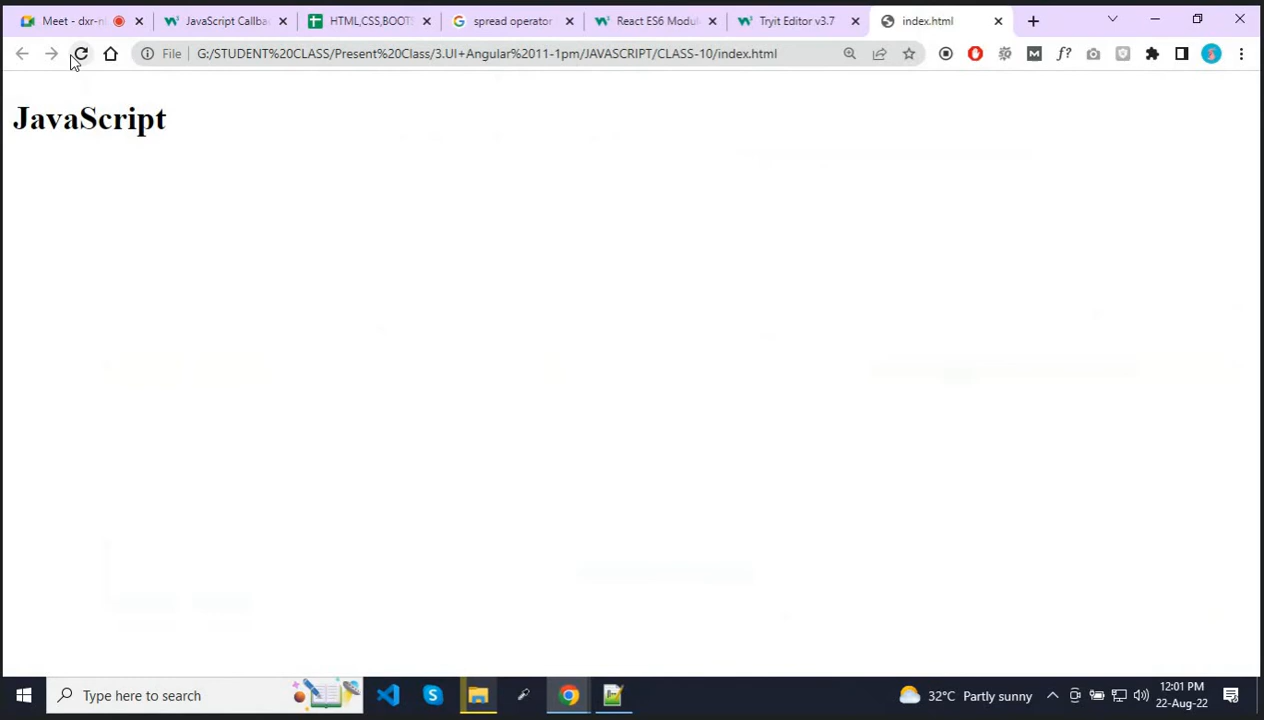 Meet - dxr-n
JavaScript Callba
HTML,CSS,BOOTS
spread operator
React ES6 Modul
Tryit Editor v3.7
index.html
File
G:/STUDENT%20CLASS/Present%20Class/3.UI+Angular%2011-1pm/JAVASCRIPT/CLASS-10/index.html
M
f?
JavaScript
Type here to search
32°C Partly sunny
12:01 PM
22-Aug-22